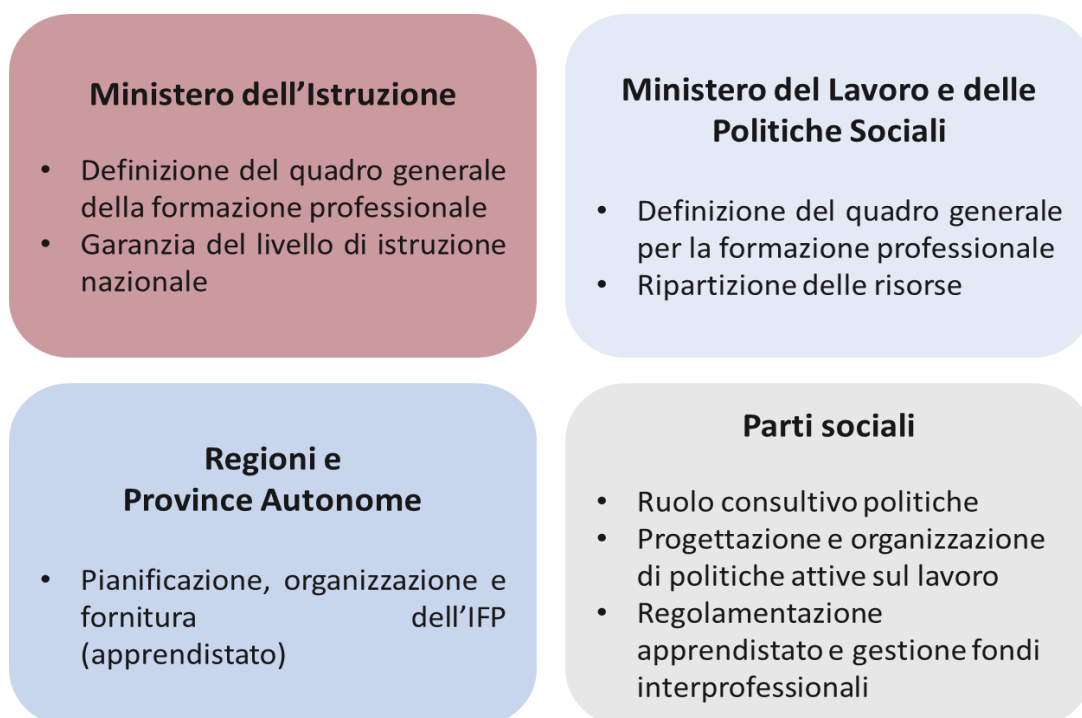 Ministero dell’Istruzione
• Definizione del quadro generale
della formazione professionale
• Garanzia del livello di istruzione
nazionale
Ministero del Lavoro e delle
Politiche Sociali
• Definizione del quadro generale
per la formazione professionale
• Ripartizione delle risorse
Regioni e
Province Autonome
• Pianificazione, organizzazione e
fornitura dell’IFP
(apprendistato)
Parti sociali
• Ruolo consultivo politiche
• Progettazione e organizzazione
di politiche attive sul lavoro
• Regolamentazione
apprendistato e gestione fondi
interprofessionali